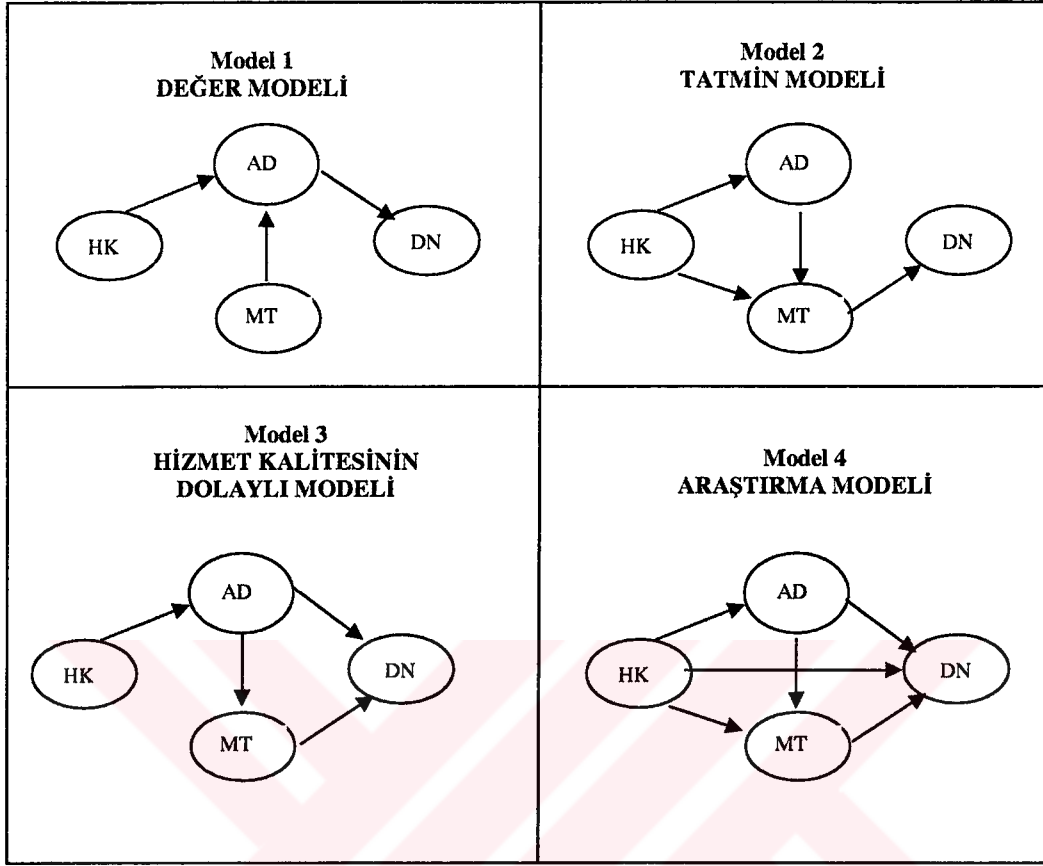 Model 1
DEĞER MODELİ
AD
HK
DN
MT
Model 2
TATMİN MODELİ
AD
HK
DN
MT
Model 3
HİZMET KALİTESİNİN
DOLAYLI MODELİ
AD
HK
DN
MT
Model 4
ARAŞTIRMA MODELİ
AD
HK
DN
MT